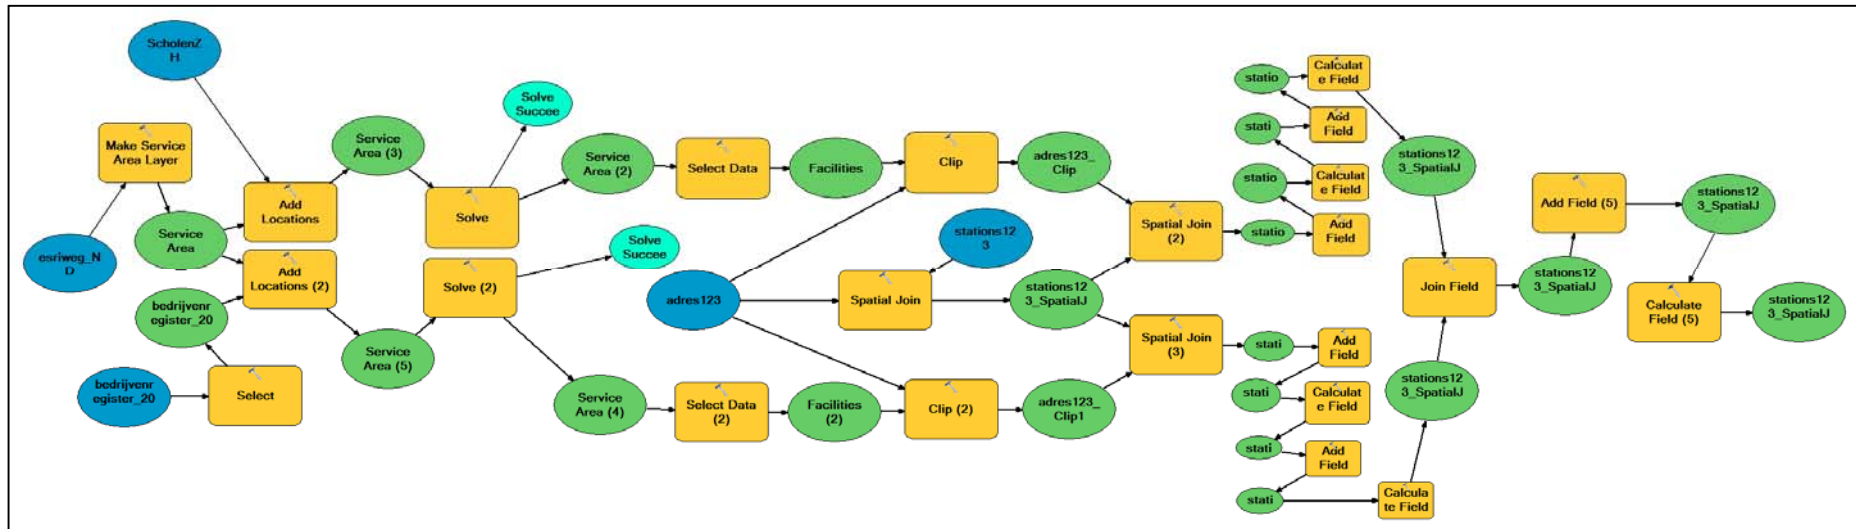 ScholenZ
H
Make Service
Area Layer
esriweg_N
D
Service
Area
Add
Locations
Add
Locations (2)
bedrijvenr
egister_20
bedrijvenr
egister_20
Select
Service
Area (3)
Solve
Solve
Succee
Service
Area (2)
Select Data
Facilities
Clip
adres123_
Clip
Solve (2)
Solve
Succee
Service
Area (5)
Service
Area (4)
Select Data
(2)
Facilities
(2)
Clip (2)
adres123_
Clip1
adres123
Spatial Join
stations12
3
stations12
3_SpatialJ
Spatial Join
(2)
Spatial Join
(3)
statio
Add
Field
statio
Calculat
e Field
stati
Add
Field
statio
Calculat
e Field
stations12
3_SpatialJ
stati
Add
Field
stati
Calculat
e Field
stati
Add
Field
stati
Calcula
te Field
stations12
3_SpatialJ
Join Field
stations12
3_SpatialJ
Add Field (5)
stations12
3_SpatialJ
Calculate
Field (5)
stations12
3_SpatialJ